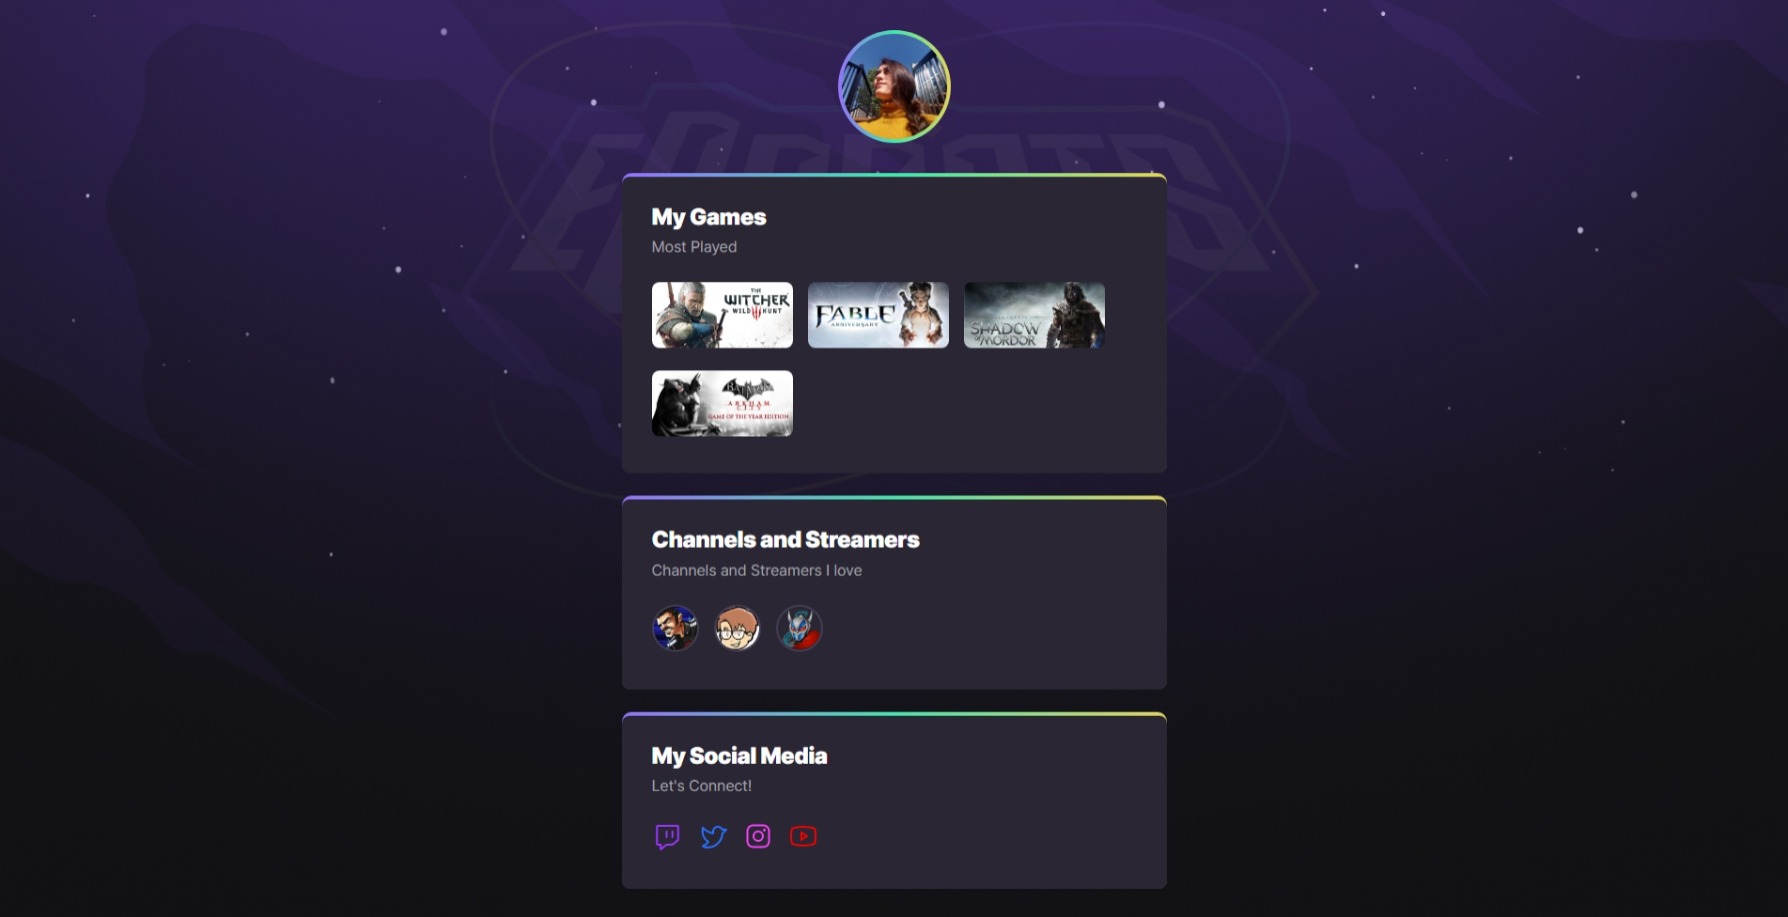 ESPORTS
My Games
Most Played
THE
WITCHER
WILD HUNT
FABLE
ANNIVERSARY
SHADOW
OF MORDOR
BATMAN
ARKHAM
CITY
GAME OF THE YEAR EDITION
Channels and Streamers
Channels and Streamers I love
My Social Media
Let's Connect!